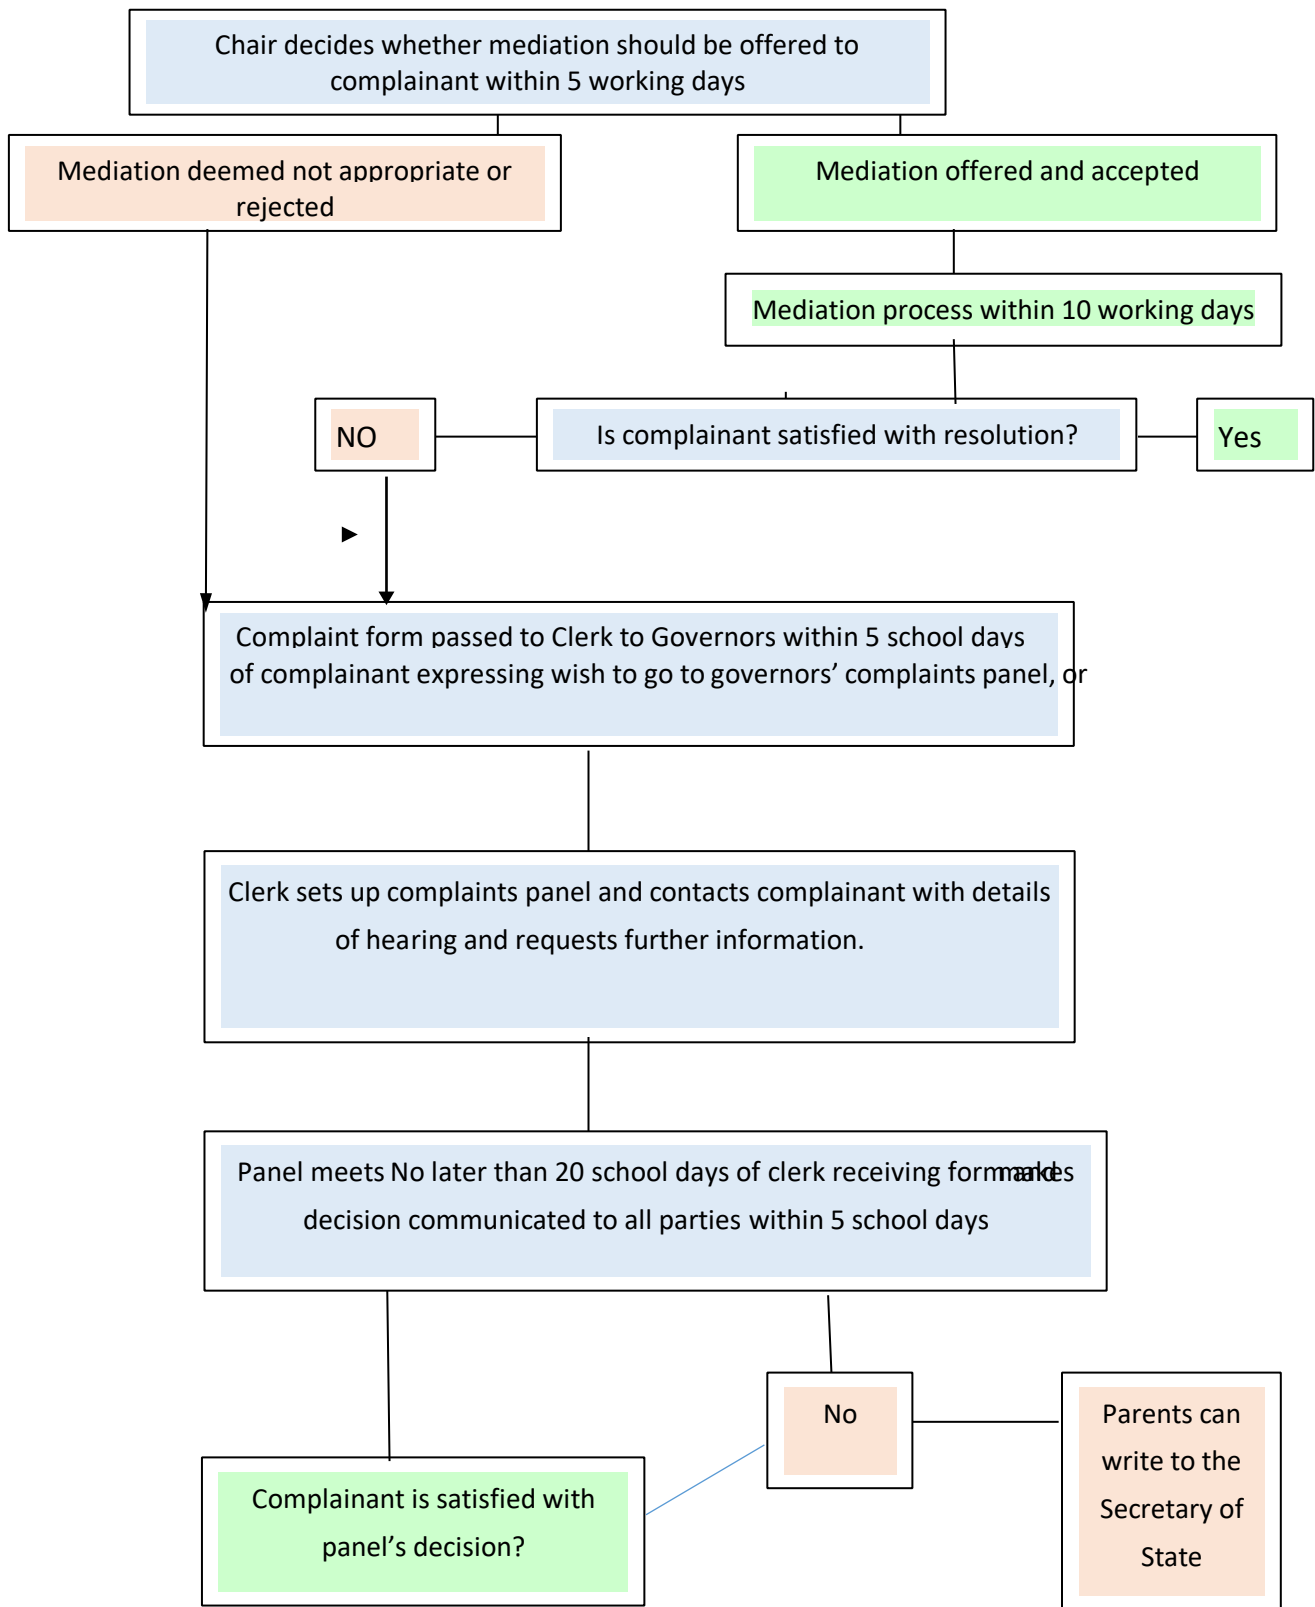 Chair decides whether mediation should be offered to
complainant within 5 working days
Mediation deemed not appropriate or
rejected
Mediation offered and accepted
Mediation process within 10 working days
NO
Is complainant satisfied with resolution?
Yes
Complaint form passed to Clerk to Governors within 5 school days
of complainant expressing wish to go to governors’ complaints panel, or
Clerk sets up complaints panel and contacts complainant with details
of hearing and requests further information.
Panel meets No later than 20 school days of clerk receiving form and makes
decision communicated to all parties within 5 school days
No
Parents can
write to the
Secretary of
State
Complainant is satisfied with
panel’s decision?